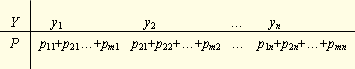 Y y1 y2 ... yn
P p11+p21...+pm1 p21+p22+...+pm2 ... p1n+p2n+...+pmn